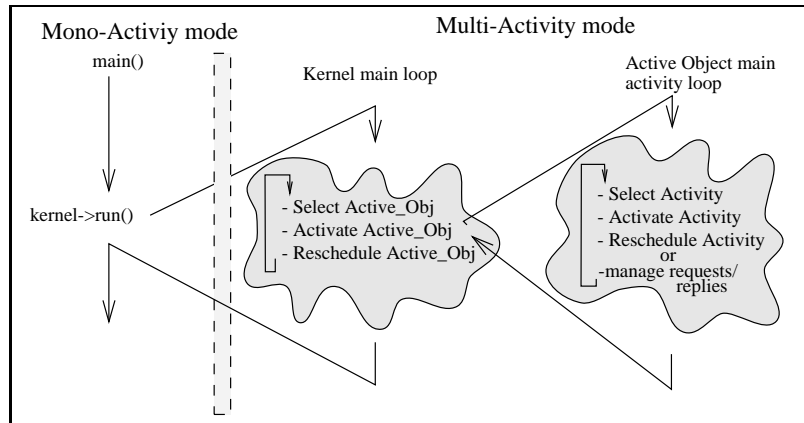 Mono-Activiy mode
main()
kernel->run()
Multi-Activity mode
Kernel main loop
- Select Active_Obj
- Activate Active_Obj
- Reschedule Active_Obj
Active Object main
activity loop
- Select Activity
- Activate Activity
- Reschedule Activity
or
-manage requests/
replies